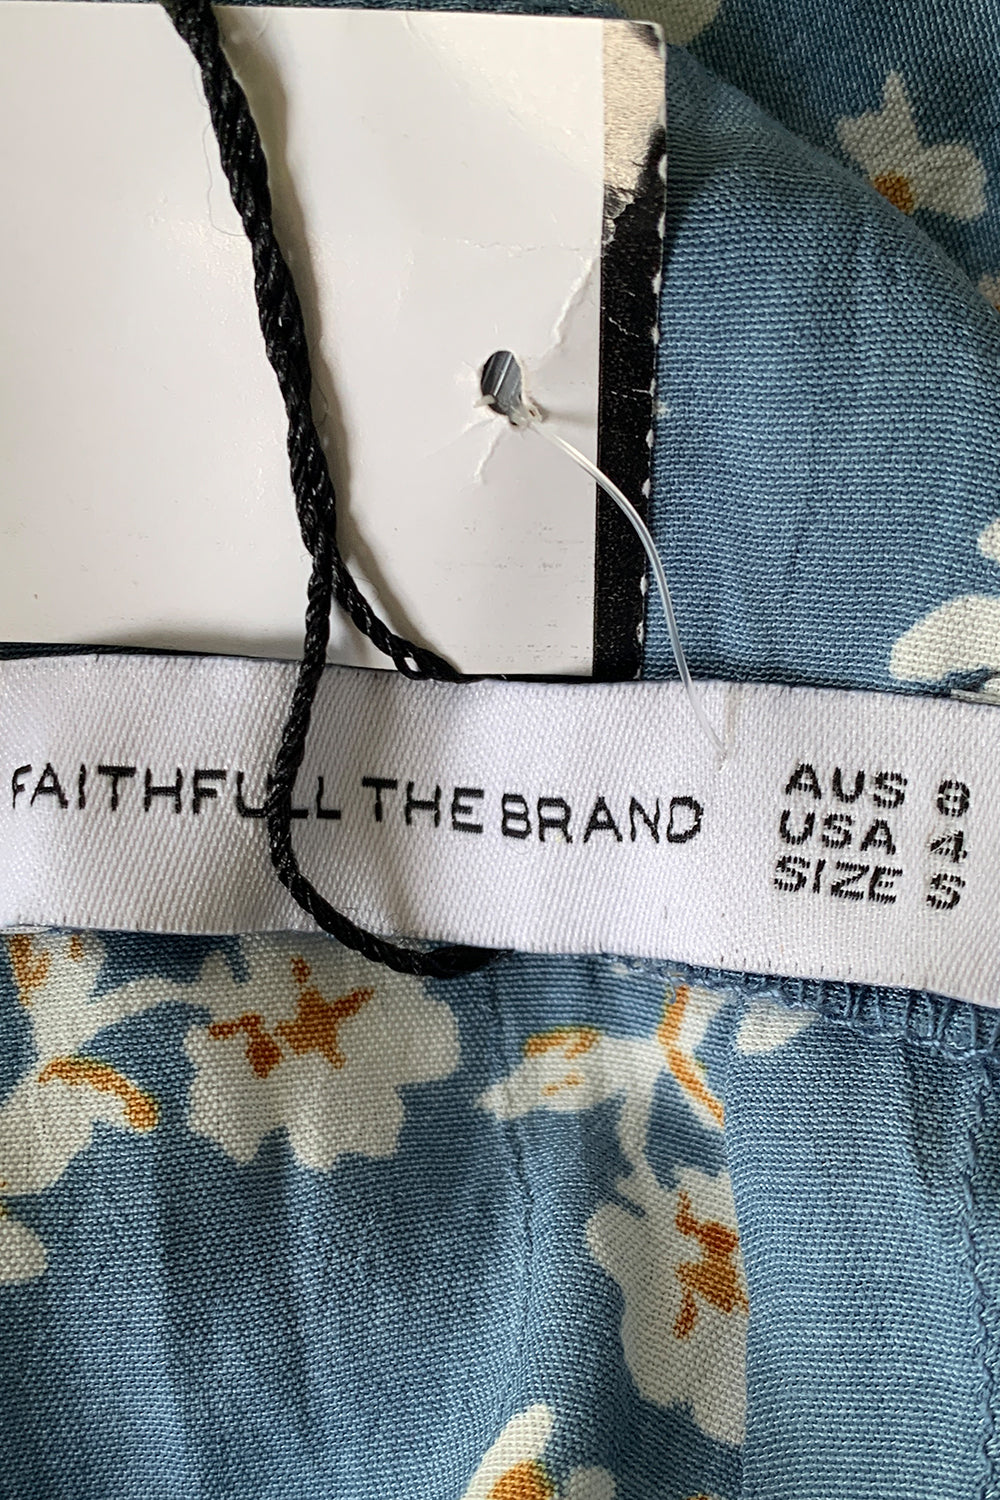 FAITHFULL THE BRAND
AUS 8
USA 4
SIZE S